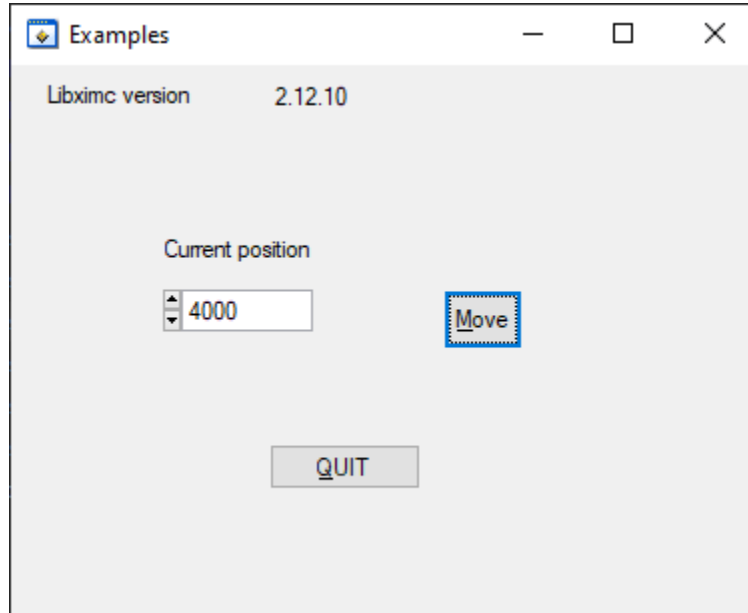 Examples
Libximc version 2.12.10
Current position
4000 Move
QUIT